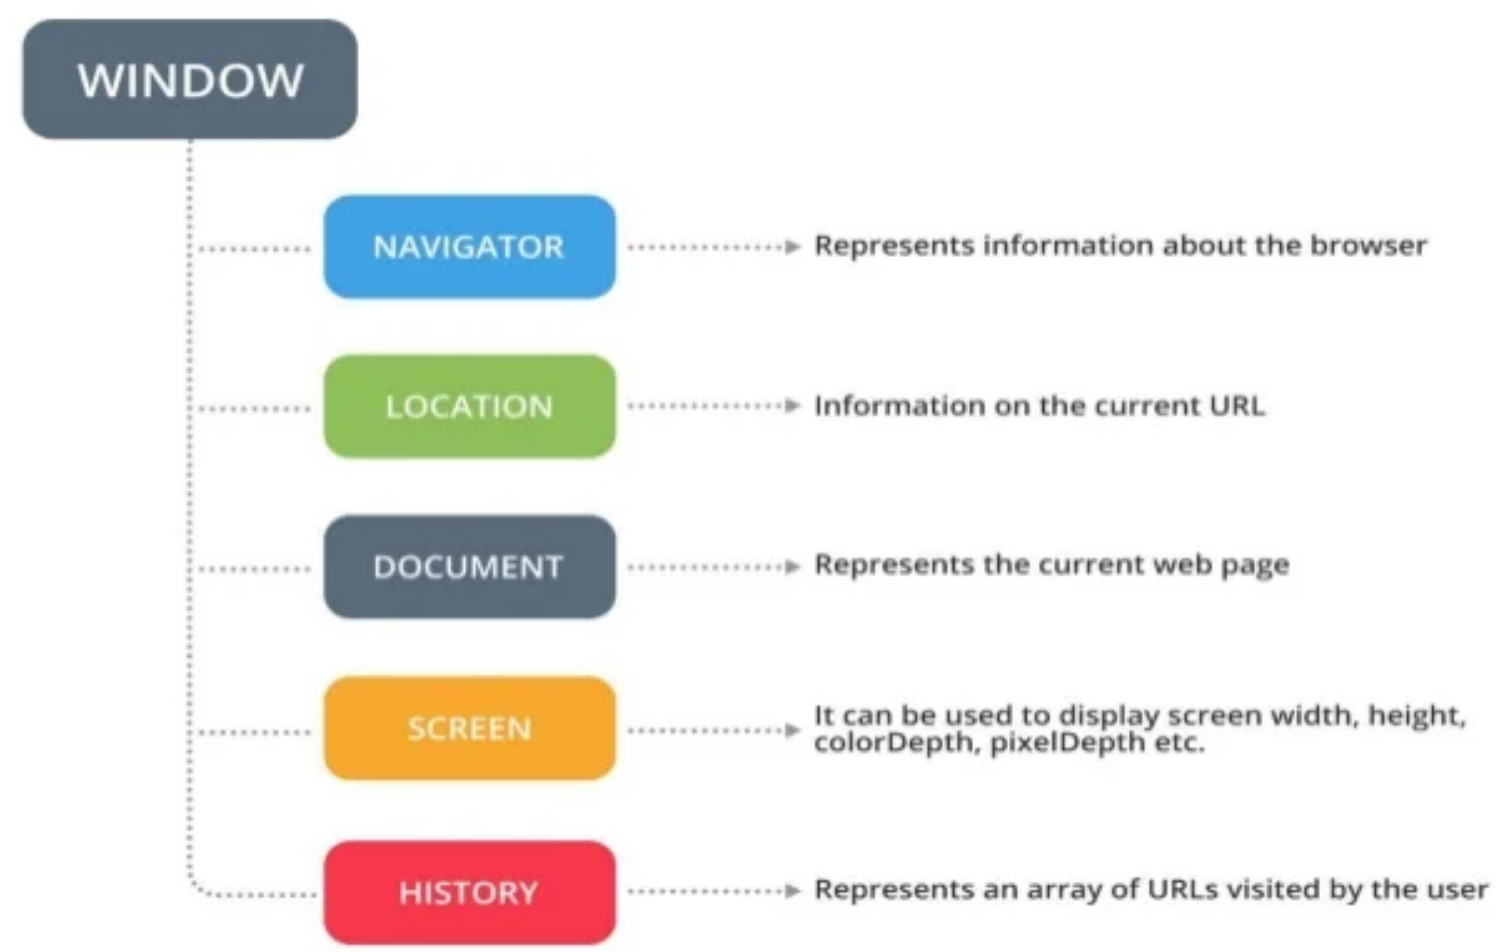 WINDOW
NAVIGATOR
Represents information about the browser
LOCATION
Information on the current URL
DOCUMENT
Represents the current web page
SCREEN
It can be used to display screen width, height,
colorDepth, pixelDepth etc.
HISTORY
Represents an array of URLs visited by the user